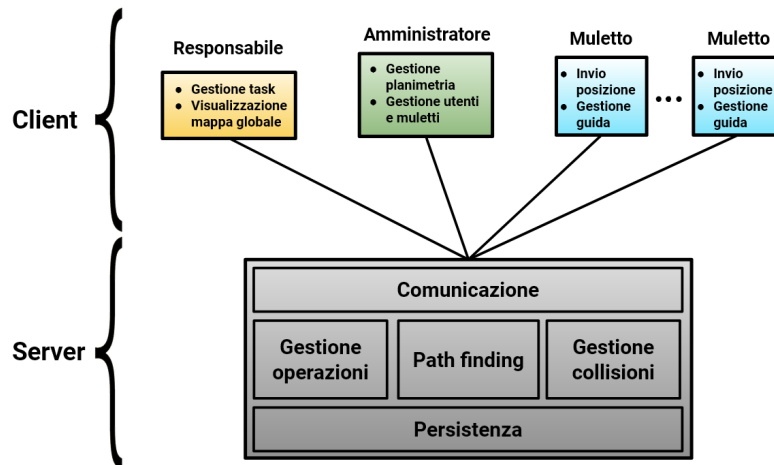 Responsabile
Amministratore
Muletto
Muletto
Client
• Gestione task
• Visualizzazione
mappa globale
• Gestione
planimetria
• Gestione utenti
e muletti
• Invio
posizione
• Gestione
guida
...
• Invio
posizione
• Gestione
guida
Server
Comunicazione
Gestione
operazioni
Path finding
Gestione
collisioni
Persistenza